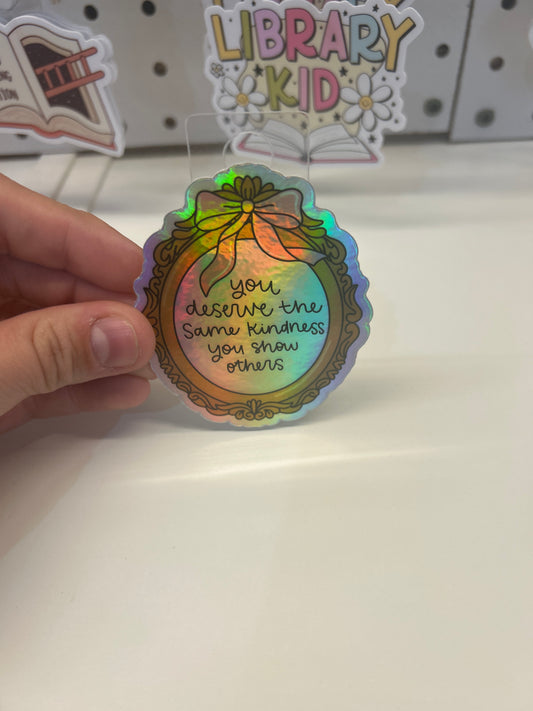 LIBRARY
KID
you
deserve the
same kindness
you show
others